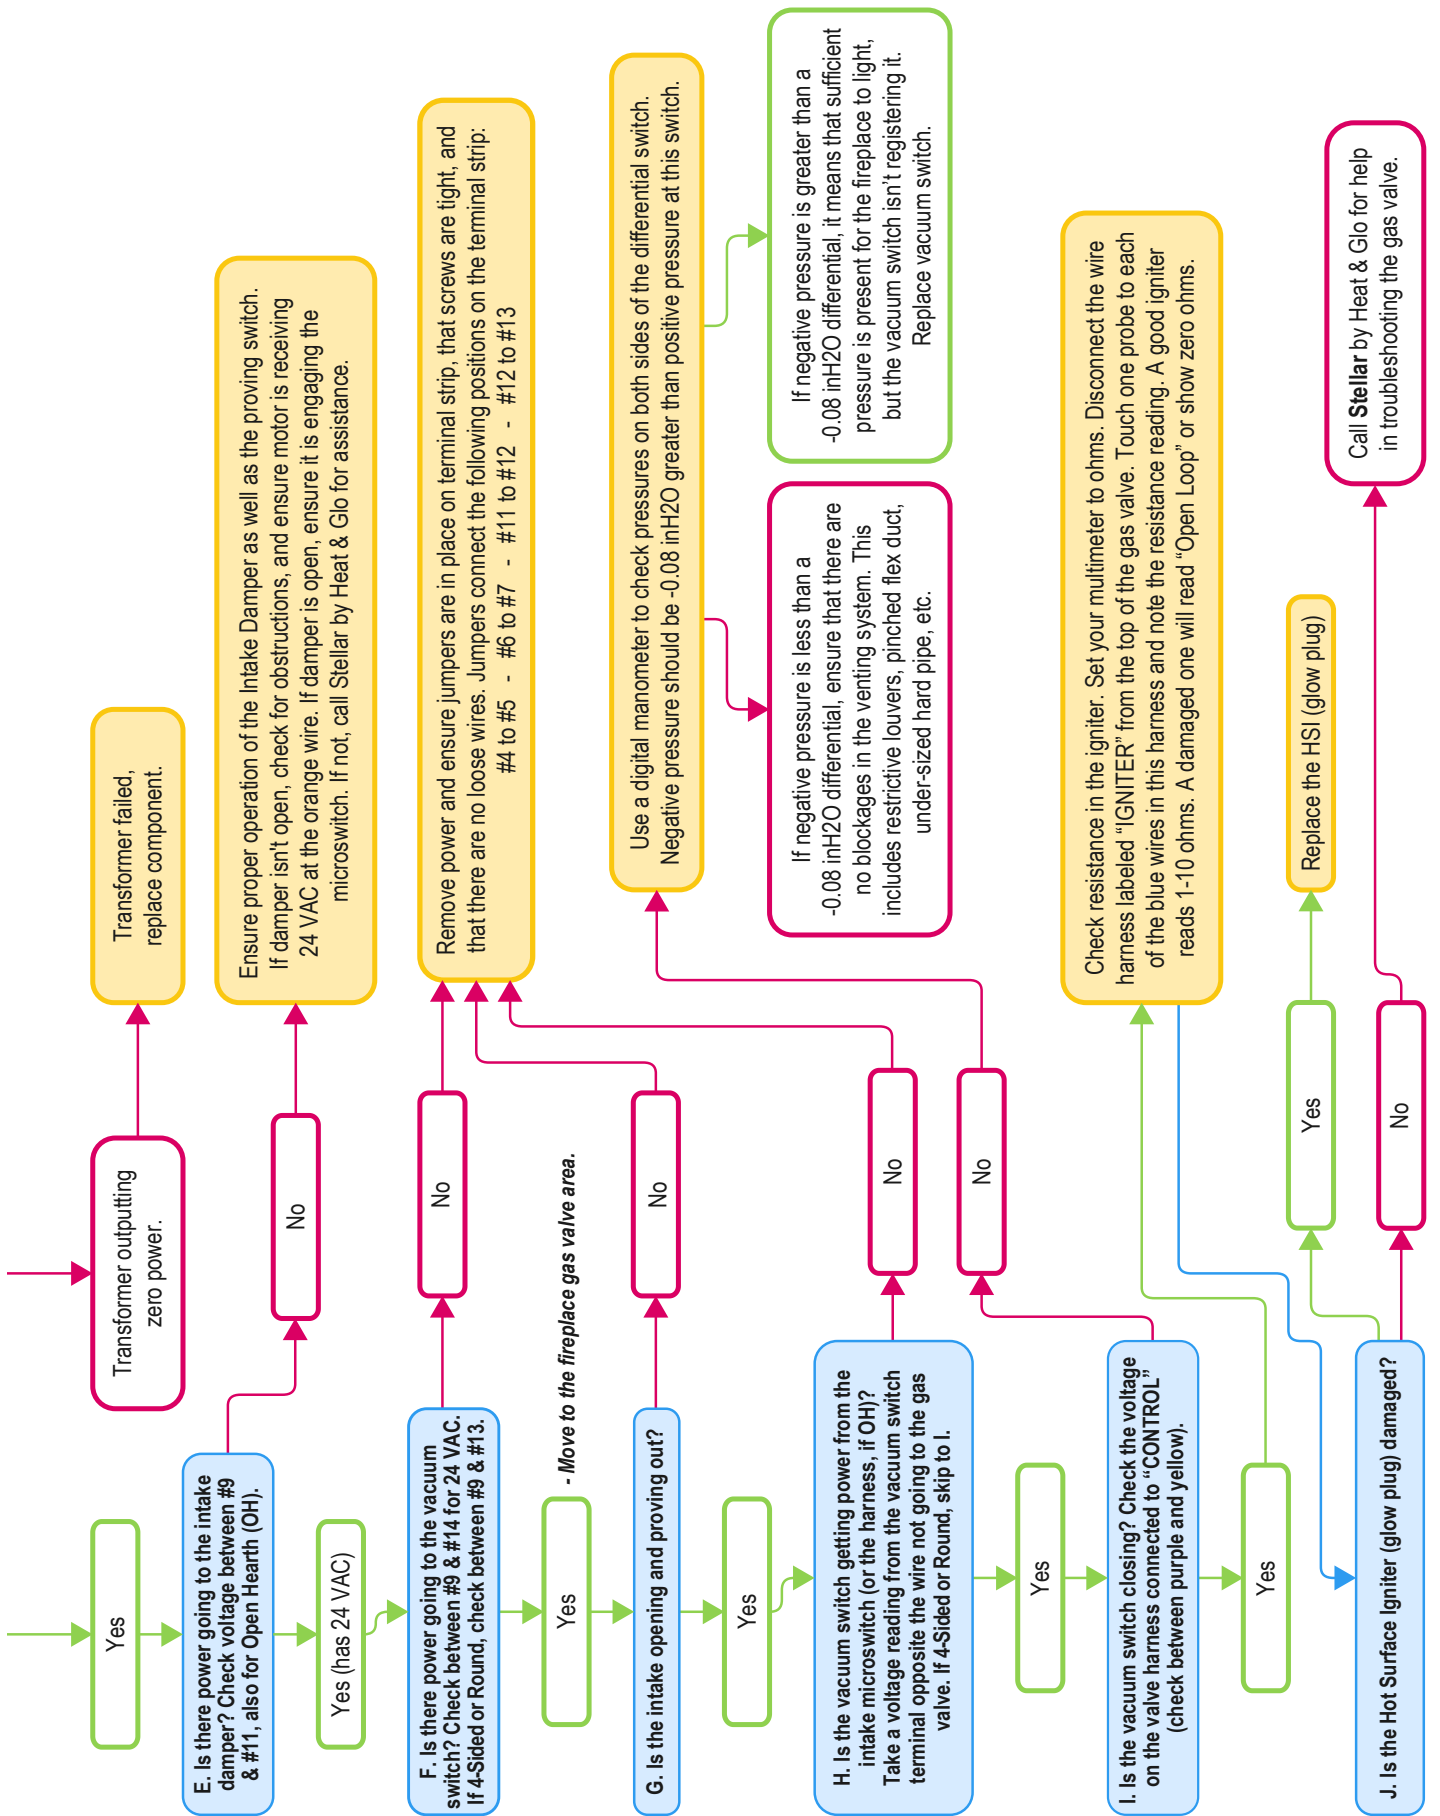 Yes
Transformer outputting
zero power.
Transformer failed,
replace component.
E. Is there power going to the intake
damper? Check voltage between #9
& #11, also for Open Hearth (OH).
No
Ensure proper operation of the Intake Damper as well as the proving switch.
If damper isn't open, check for obstructions, and ensure motor is receiving
24 VAC at the orange wire. If damper is open, ensure it is engaging the
microswitch. If not, call Stellar by Heat & Glo for assistance.
Yes (has 24 VAC)
F. Is there power going to the vacuum
switch? Check between #9 & #14 for 24 VAC.
If 4-Sided or Round, check between #9 & #13.
No
Remove power and ensure jumpers are in place on terminal strip, that screws are tight, and
that there are no loose wires. Jumpers connect the following positions on the terminal strip:
#4 to #5 - #6 to #7 - #11 to #12 - #12 to #13
Yes
- Move to the fireplace gas valve area.
G. Is the intake opening and proving out?
No
Use a digital manometer to check pressures on both sides of the differential switch.
Negative pressure should be -0.08 inH2O greater than positive pressure at this switch.
Yes
If negative pressure is less than a
-0.08 inH2O differential, ensure that there are
no blockages in the venting system. This
includes restrictive louvers, pinched flex duct,
under-sized hard pipe, etc.
If negative pressure is greater than a
-0.08 inH2O differential, it means that sufficient
pressure is present for the fireplace to light,
but the vacuum switch isn't registering it.
Replace vacuum switch.
H. Is the vacuum switch getting power from the
intake microswitch (or the harness, if OH)?
Take a voltage reading from the vacuum switch
terminal opposite the wire not going to the gas
valve. If 4-Sided or Round, skip to I.
No
Yes
No
I. Is the vacuum switch closing? Check the voltage
on the valve harness connected to “CONTROL”
(check between purple and yellow).
Check resistance in the igniter. Set your multimeter to ohms. Disconnect the wire
harness labeled “IGNITER” from the top of the gas valve. Touch one probe to each
of the blue wires in this harness and note the resistance reading. A good igniter
reads 1-10 ohms. A damaged one will read “Open Loop” or show zero ohms.
Yes
J. Is the Hot Surface Igniter (glow plug) damaged?
Yes
Replace the HSI (glow plug)
No
Call Stellar by Heat & Glo for help
in troubleshooting the gas valve.